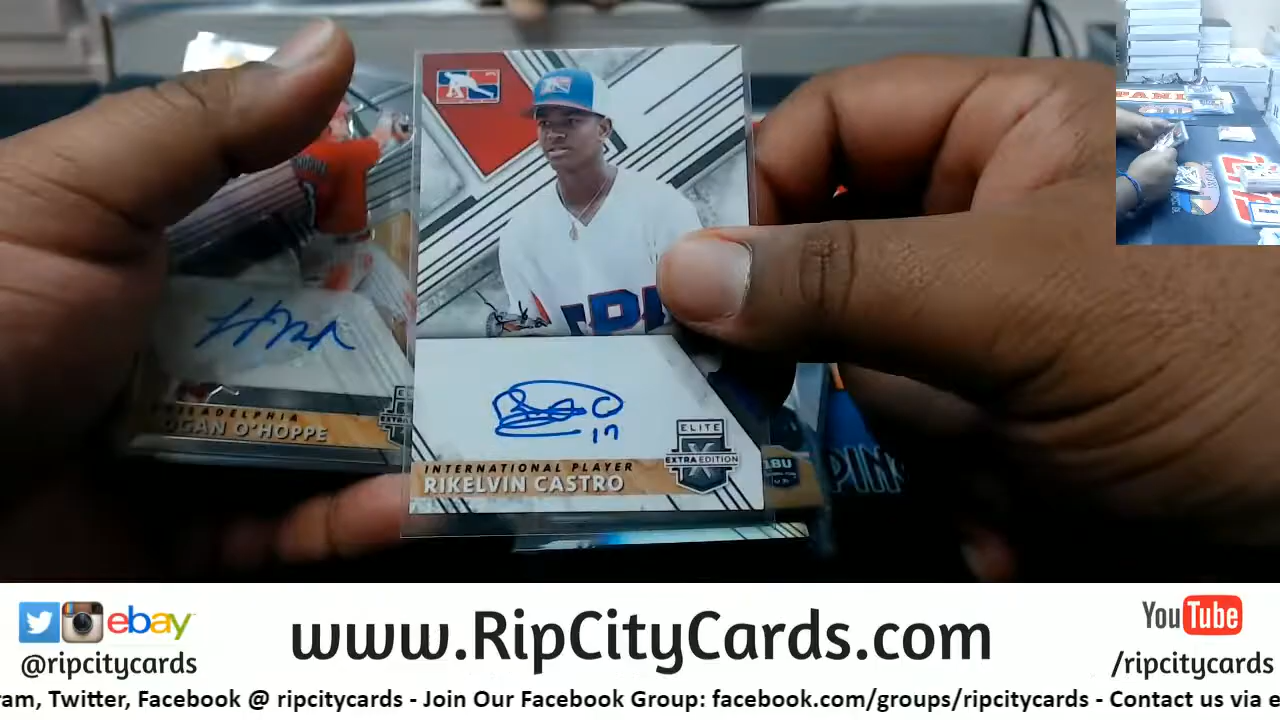 INTERNATIONAL PLAYER
RIKELVIN CASTRO
ELITE
X
EXTRA EDITION
17
PHILADELPHIA
OGAN O'HOPPE
ebay
@ripcitycards
www.RipCityCards.com
YouTube
/ripcitycards
ram, Twitter, Facebook @ ripcitycards - Join Our Facebook Group: facebook.com/groups/ripcitycards - Contact us via e